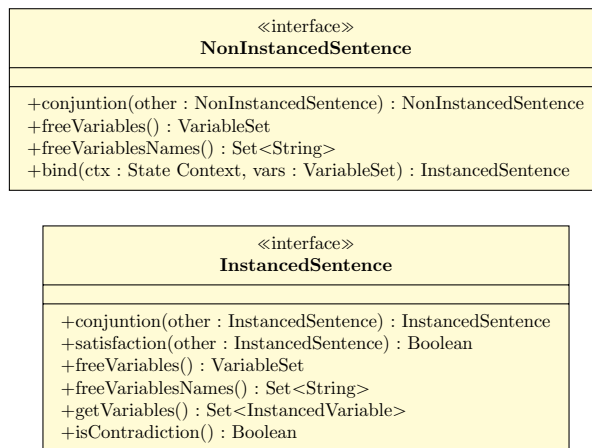 ≪interface≫
NonInstancedSentence
+conjuntion(other : NonInstancedSentence) : NonInstancedSentence
+freeVariables() : VariableSet
+freeVariablesNames() : Set<String>
+bind(ctx : State Context, vars : VariableSet) : InstancedSentence
≪interface≫
InstancedSentence
+conjuntion(other : InstancedSentence) : InstancedSentence
+satisfaction(other : InstancedSentence) : Boolean
+freeVariables() : VariableSet
+freeVariablesNames() : Set<String>
+getVariables() : Set<InstancedVariable>
+isContradiction() : Boolean